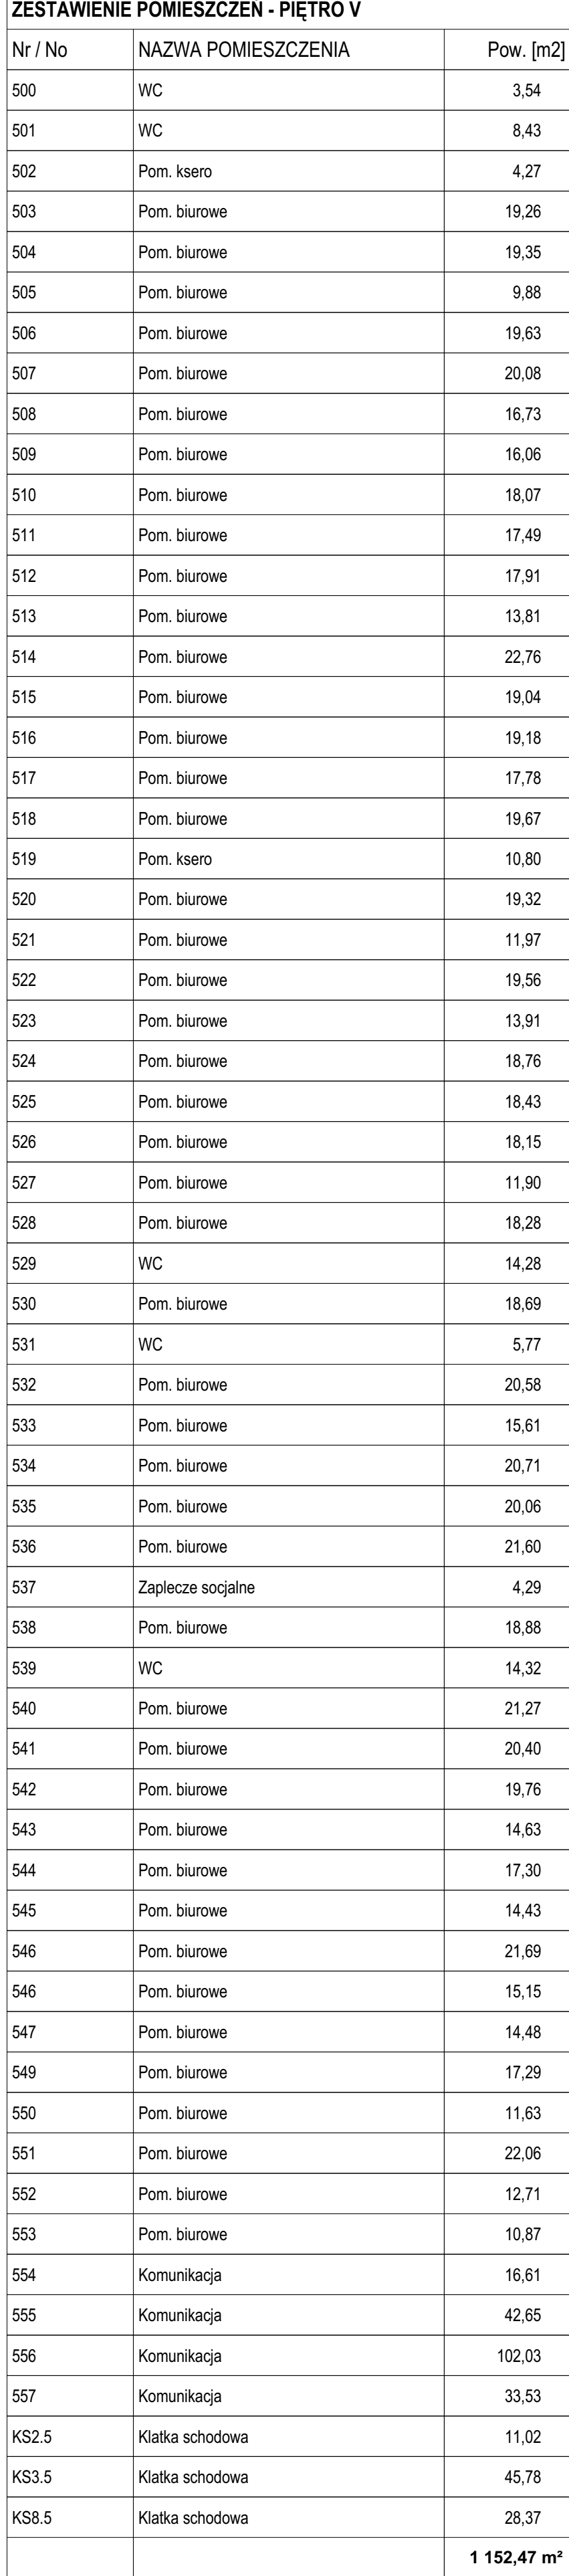 ZESTAWIENIE POMIESZCZEŃ - PIĘTRO V
Nr / No NAZWA POMIESZCZENIA Pow. [m2]
500 WC 3,54
501 WC 8,43
502 Pom. ksero 4,27
503 Pom. biurowe 19,26
504 Pom. biurowe 19,35
505 Pom. biurowe 9,88
506 Pom. biurowe 19,63
507 Pom. biurowe 20,08
508 Pom. biurowe 16,73
509 Pom. biurowe 16,06
510 Pom. biurowe 18,07
511 Pom. biurowe 17,49
512 Pom. biurowe 17,91
513 Pom. biurowe 13,81
514 Pom. biurowe 22,76
515 Pom. biurowe 19,04
516 Pom. biurowe 19,18
517 Pom. biurowe 17,78
518 Pom. biurowe 19,67
519 Pom. ksero 10,80
520 Pom. biurowe 19,32
521 Pom. biurowe 11,97
522 Pom. biurowe 19,56
523 Pom. biurowe 13,91
524 Pom. biurowe 18,76
525 Pom. biurowe 18,43
526 Pom. biurowe 18,15
527 Pom. biurowe 11,90
528 Pom. biurowe 18,28
529 WC 14,28
530 Pom. biurowe 18,69
531 WC 5,77
532 Pom. biurowe 20,58
533 Pom. biurowe 15,61
534 Pom. biurowe 20,71
535 Pom. biurowe 20,06
536 Pom. biurowe 21,60
537 Zaplecze socjalne 4,29
538 Pom. biurowe 18,88
539 WC 14,32
540 Pom. biurowe 21,27
541 Pom. biurowe 20,40
542 Pom. biurowe 19,76
543 Pom. biurowe 14,63
544 Pom. biurowe 17,30
545 Pom. biurowe 14,43
546 Pom. biurowe 21,69
546 Pom. biurowe 15,15
547 Pom. biurowe 14,48
549 Pom. biurowe 17,29
550 Pom. biurowe 11,63
551 Pom. biurowe 22,06
552 Pom. biurowe 12,71
553 Pom. biurowe 10,87
554 Komunikacja 16,61
555 Komunikacja 42,65
556 Komunikacja 102,03
557 Komunikacja 33,53
KS2.5 Klatka schodowa 11,02
KS3.5 Klatka schodowa 45,78
KS8.5 Klatka schodowa 28,37
1 152,47 m²